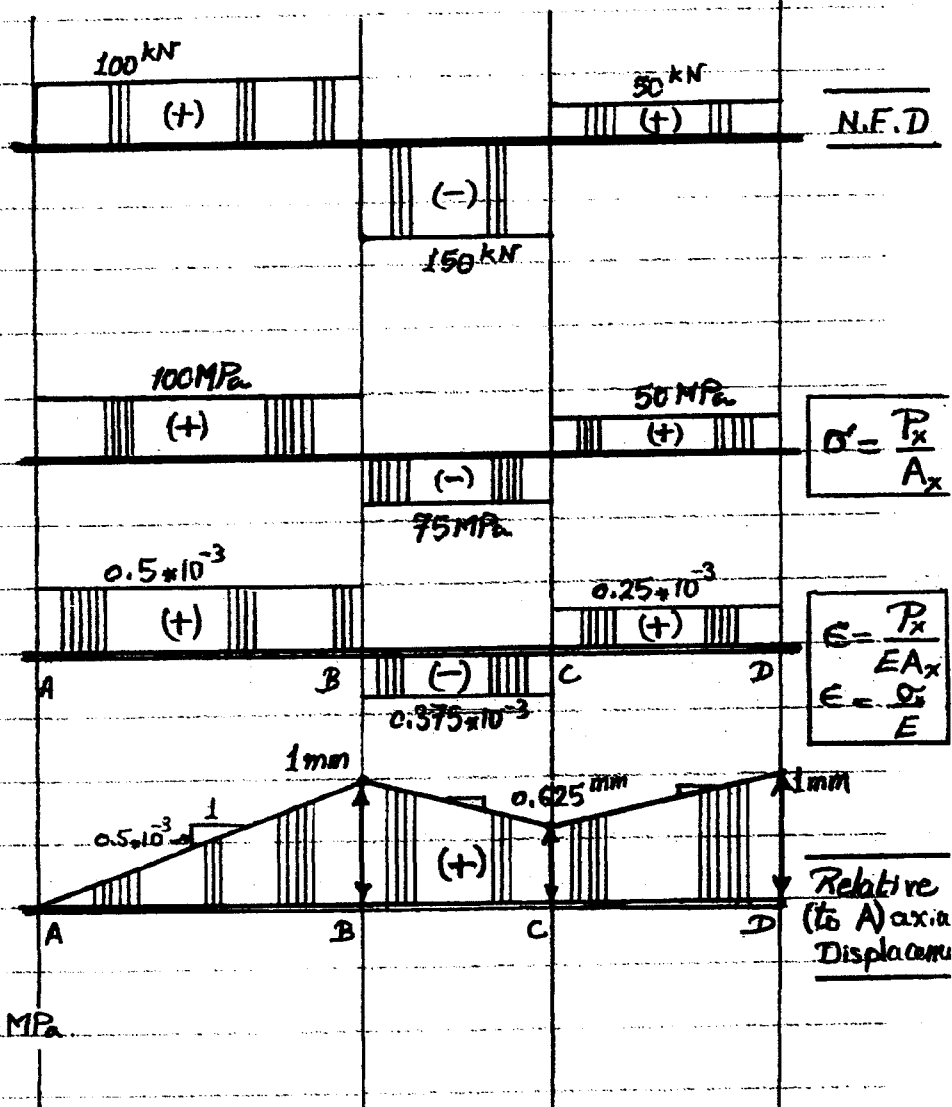 100 kN
50 kN
(+)
(+)
N.F.D
(-)
150 kN
100 MPa
50 MPa
(+)
(+)
σ = Px / Ax
(-)
75 MPa
0.5*10^-3
0.25*10^-3
(+)
(+)
ϵ = Px / EAx
A
B
(-)
C
D
ϵ = σx / E
0.375*10^-3
1 mm
0.625 mm
1 mm
1
0.5*10^-3
(+)
Relative
A
B
C
D
(to A) axia
Displaceme
MPa